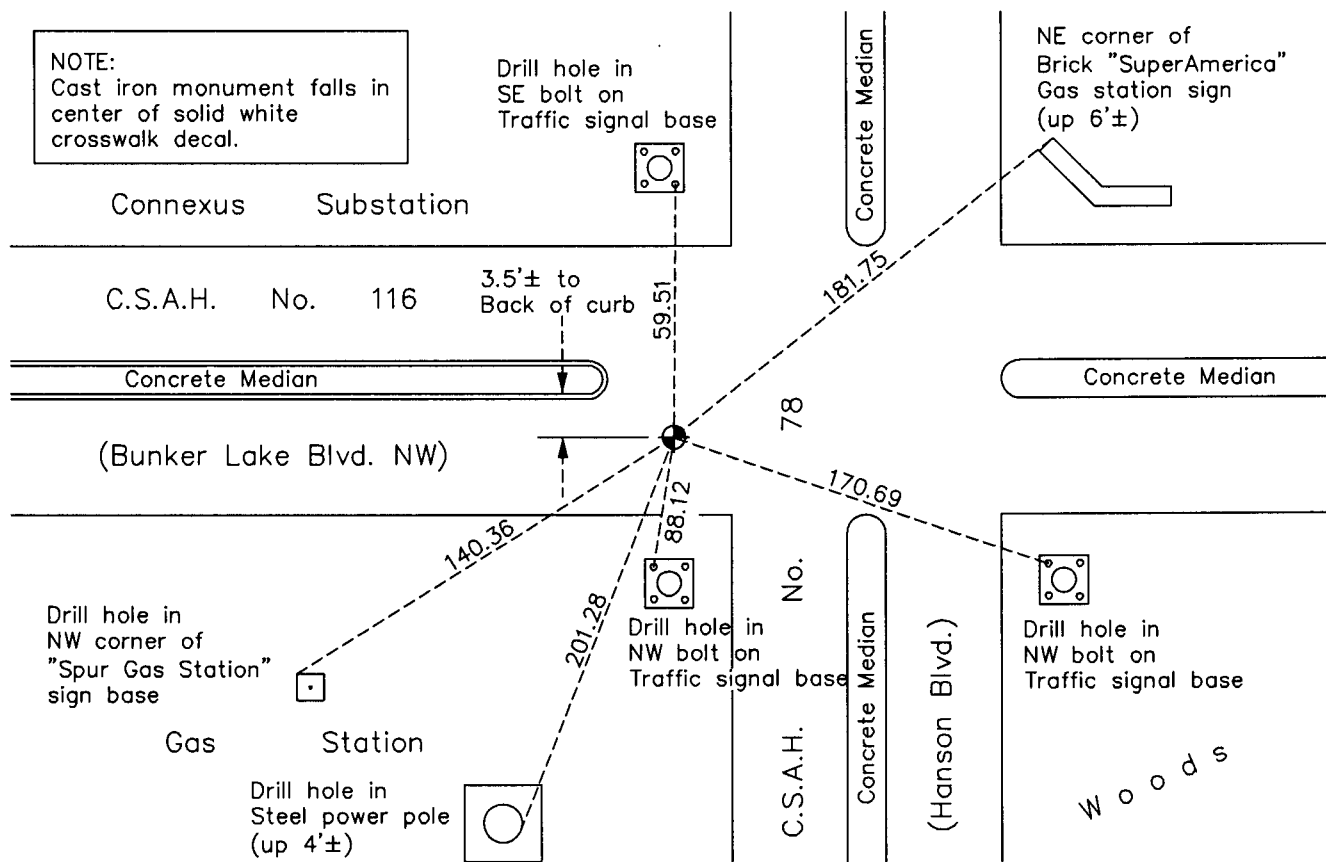 NOTE:
Cast iron monument falls in
center of solid white
crosswalk decal.
Drill hole in
SE bolt on
Traffic signal base
Concrete Median
NE corner of
Brick "SuperAmerica"
Gas station sign
(up 6'±)
Connexus Substation
C.S.A.H. No. 116
3.5'± to
Back of curb
59.51
181.75
Concrete Median
Concrete Median
(Bunker Lake Blvd. NW)
140.36
201.28
88.12
170.69
C.S.A.H. No. 78
Concrete Median
(Hanson Blvd.)
Drill hole in
NW corner of
"Spur Gas Station"
sign base
Drill hole in
NW bolt on
Traffic signal base
Drill hole in
NW bolt on
Traffic signal base
Gas Station
Drill hole in
Steel power pole
(up 4'±)
Woods